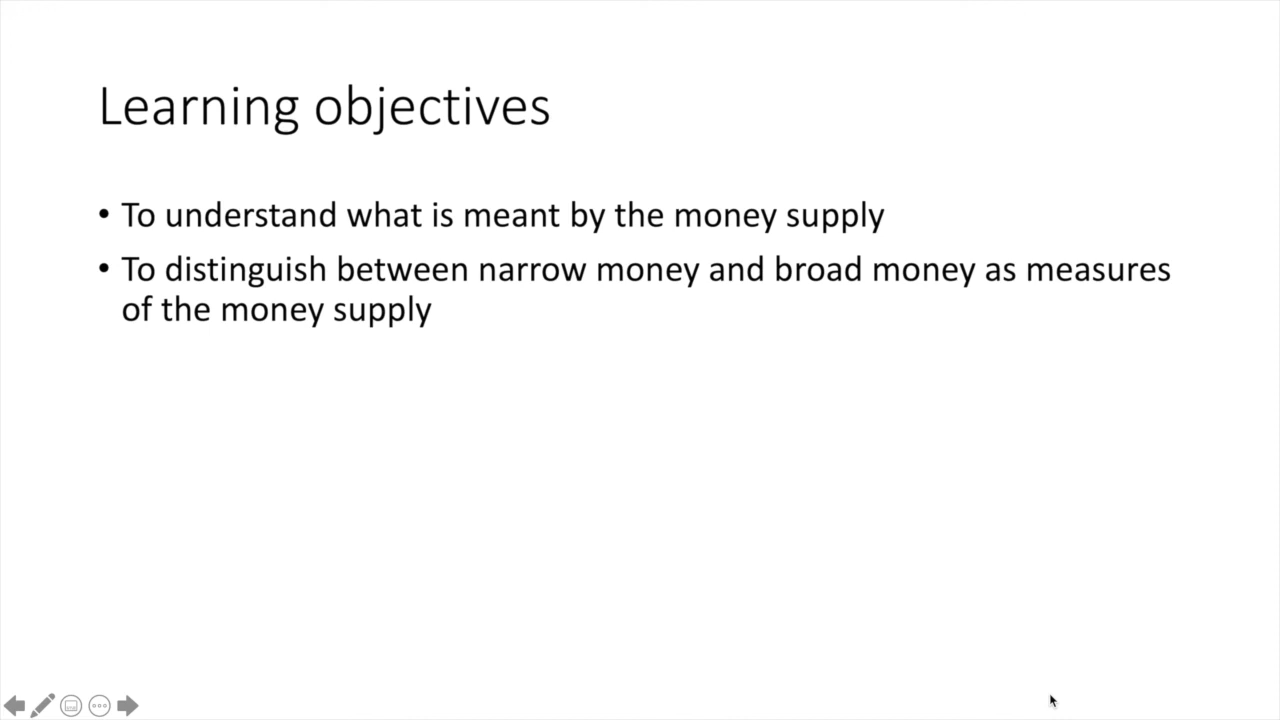 Learning objectives
• To understand what is meant by the money supply
• To distinguish between narrow money and broad money as measures
of the money supply